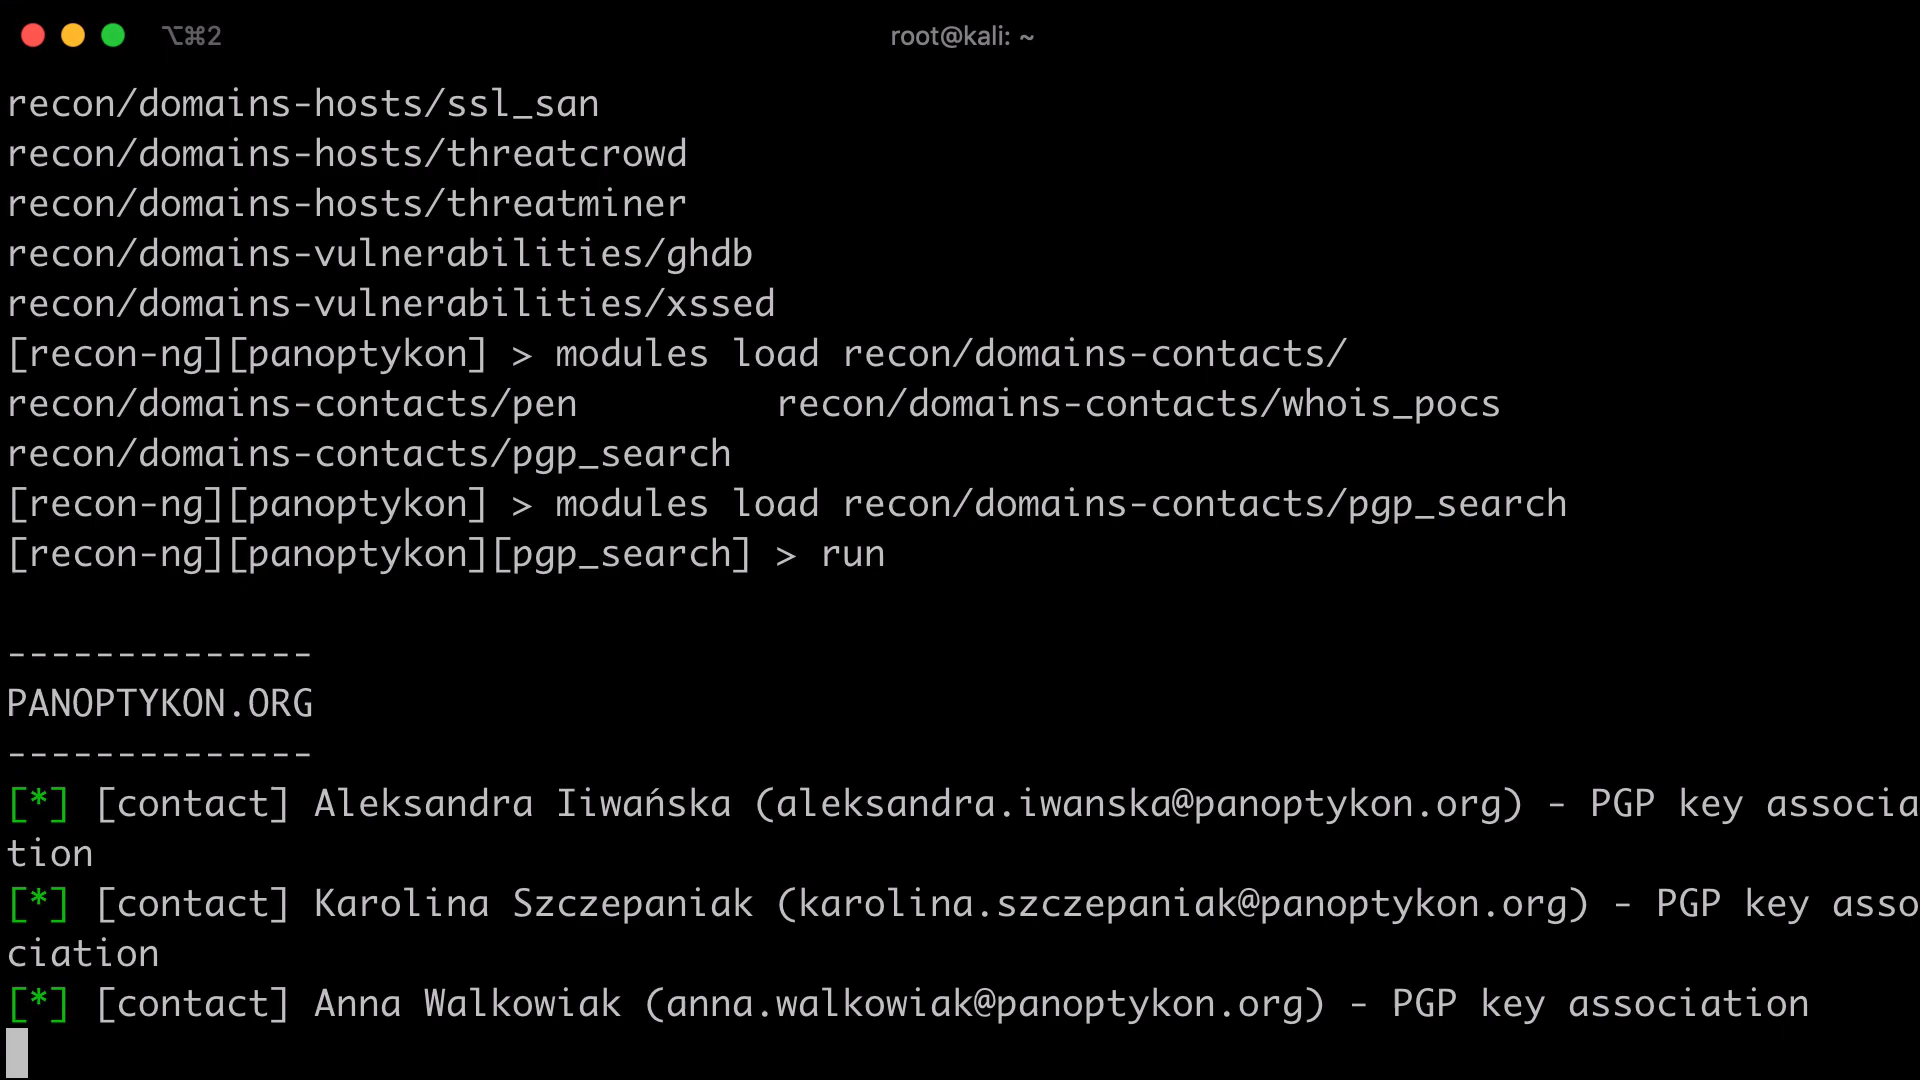 ⌥⌘2
root@kali: ~
recon/domains-hosts/ssl_san
recon/domains-hosts/threatcrowd
recon/domains-hosts/threatminer
recon/domains-vulnerabilities/ghdb
recon/domains-vulnerabilities/xssed
[recon-ng][panoptykon] > modules load recon/domains-contacts/
recon/domains-contacts/pen         recon/domains-contacts/whois_pocs
recon/domains-contacts/pgp_search
[recon-ng][panoptykon] > modules load recon/domains-contacts/pgp_search
[recon-ng][panoptykon][pgp_search] > run
--------------
PANOPTYKON.ORG
--------------
[*] [contact] Aleksandra Iiwańska (aleksandra.iwanska@panoptykon.org) - PGP key associa
tion
[*] [contact] Karolina Szczepaniak (karolina.szczepaniak@panoptykon.org) - PGP key asso
ciation
[*] [contact] Anna Walkowiak (anna.walkowiak@panoptykon.org) - PGP key association